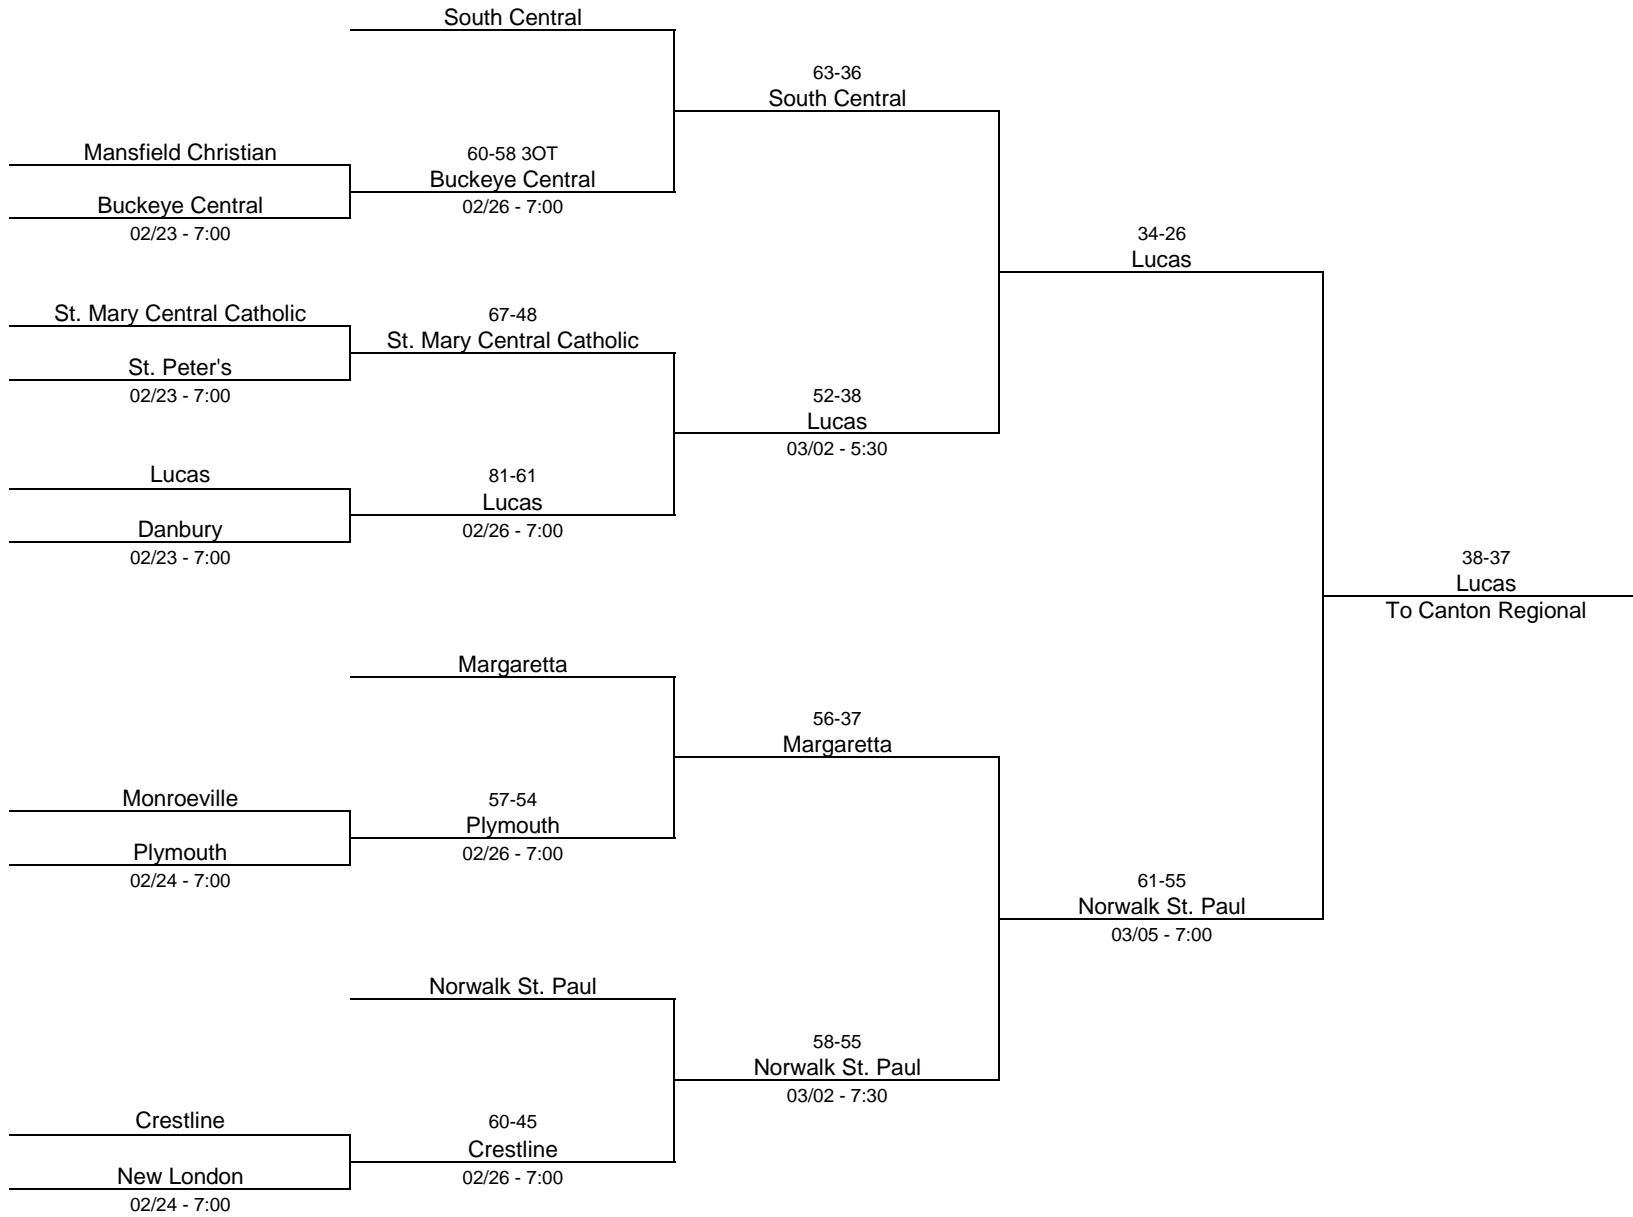 South Central
63-36
South Central
Mansfield Christian
60-58 3OT
Buckeye Central
Buckeye Central
02/26 - 7:00
02/23 - 7:00
34-26
Lucas
St. Mary Central Catholic
67-48
St. Mary Central Catholic
St. Peter's
02/23 - 7:00
52-38
Lucas
03/02 - 5:30
Lucas
81-61
Lucas
Danbury
02/26 - 7:00
02/23 - 7:00
38-37
Lucas
To Canton Regional
Margaretta
56-37
Margaretta
Monroeville
57-54
Plymouth
Plymouth
02/26 - 7:00
02/24 - 7:00
61-55
Norwalk St. Paul
03/05 - 7:00
Norwalk St. Paul
58-55
Norwalk St. Paul
03/02 - 7:30
Crestline
60-45
Crestline
New London
02/26 - 7:00
02/24 - 7:00